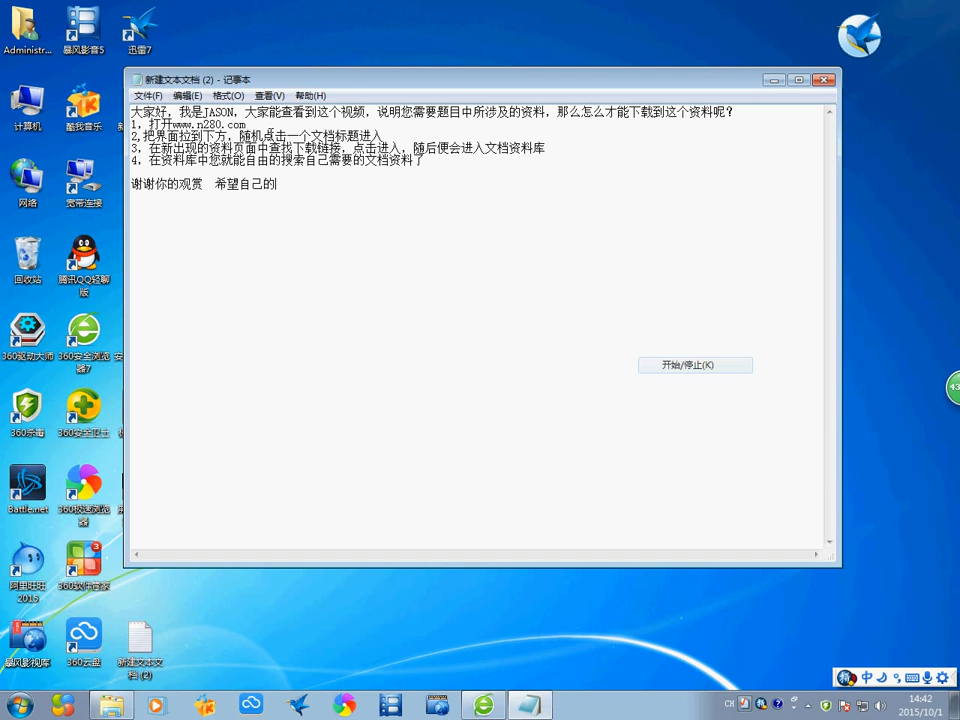 Administr...
暴风影音5
迅雷7
计算机
酷我音乐
网络
宽带连接
回收站
腾讯QQ轻聊版
360驱动大师
360安全浏览器7
360杀毒
360安全卫士
Battle.net
360极速浏览器
阿里旺旺2015
360软件管家
3
暴风影视库
360云盘
新建文本文档 (2)
新建文本文档 (2) - 记事本
文件(F) 编辑(E) 格式(O) 查看(V) 帮助(H)
大家好，我是JASON，大家能查看到这个视频，说明您需要题目中所涉及的资料，那么怎么才能下载到这个资料呢？
1，打开www.n280.com
2,把界面拉到下方，随机点击一个文档标题进入
3，在新出现的资料页面中查找下载链接，点击进入，随后便会进入文档资料库
4，在资料库中您就能自由的搜索自己需要的文档资料了
谢谢你的观赏 希望自己的
开始/停止(K)
43
中
CH
14:42
2015/10/1